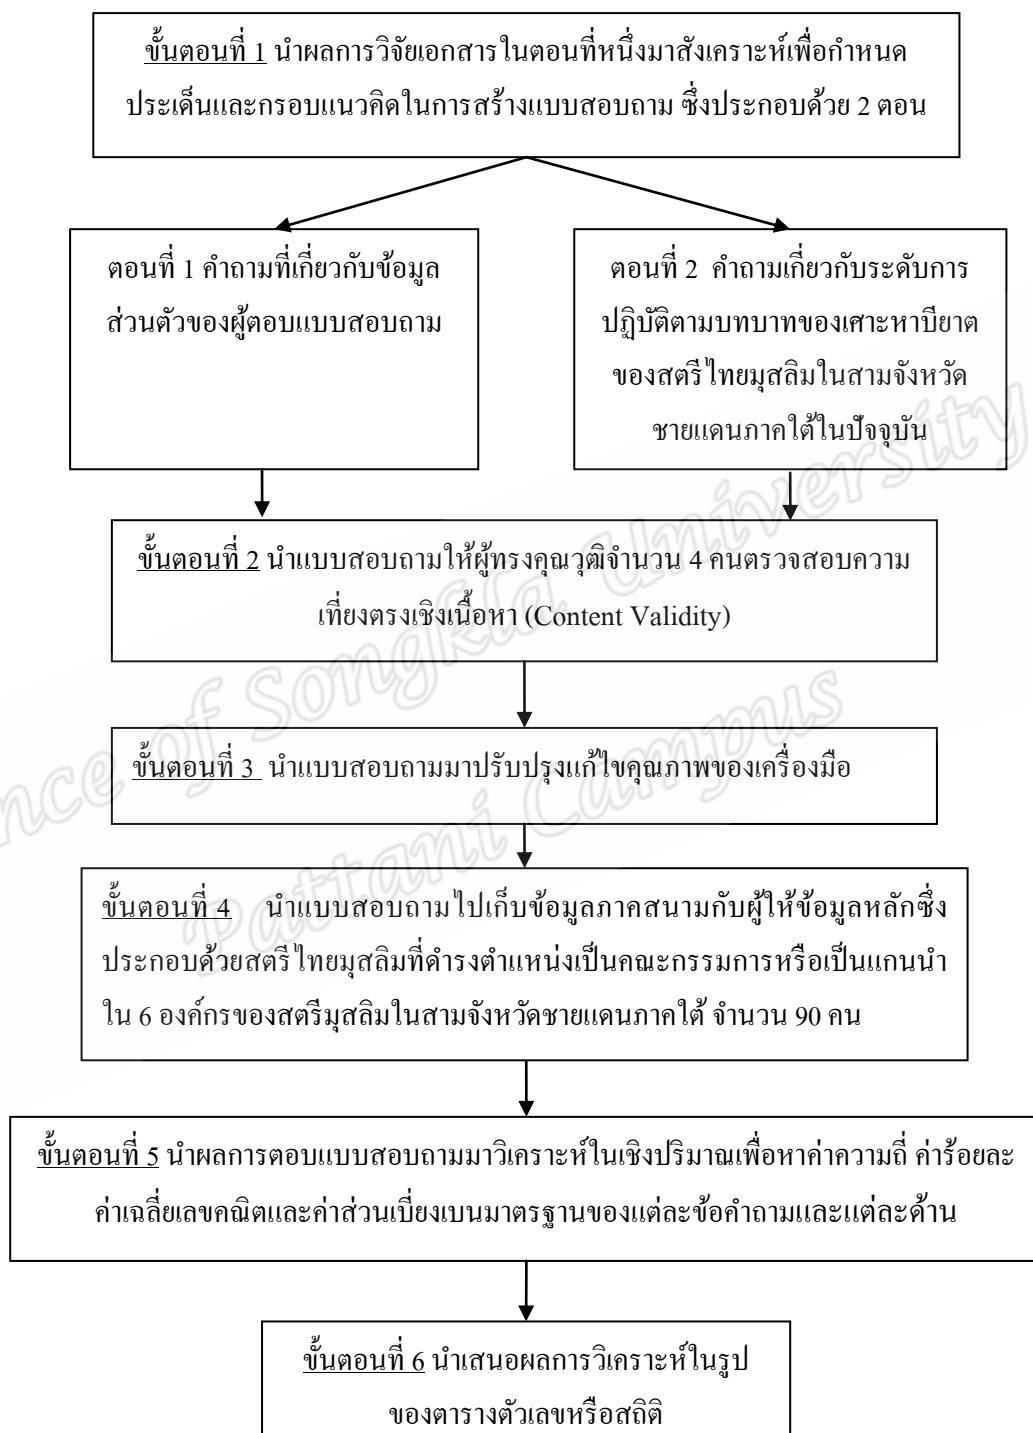 ขั้นตอนที่ 1 นำผลการวิจัยเอกสารในตอนที่หนึ่งมาสังเคราะห์เพื่อกำหนด
ประเด็นและกรอบแนวคิดในการสร้างแบบสอบถาม ซึ่งประกอบด้วย 2 ตอน
ตอนที่ 1 คำถามที่เกี่ยวกับข้อมูล
ส่วนตัวของผู้ตอบแบบสอบถาม
ตอนที่ 2 คำถามเกี่ยวกับระดับการ
ปฏิบัติตามบทบาทของเศาะหาบียาต
ของสตรีไทยมุสลิมในสามจังหวัด
ชายแดนภาคใต้ในปัจจุบัน
ขั้นตอนที่ 2 นำแบบสอบถามให้ผู้ทรงคุณวุฒิจำนวน 4 คนตรวจสอบความ
เที่ยงตรงเชิงเนื้อหา (Content Validity)
ขั้นตอนที่ 3 นำแบบสอบถามมาปรับปรุงแก้ไขคุณภาพของเครื่องมือ
ขั้นตอนที่ 4 นำแบบสอบถามไปเก็บข้อมูลภาคสนามกับผู้ให้ข้อมูลหลักซึ่ง
ประกอบด้วยสตรีไทยมุสลิมที่ดำรงตำแหน่งเป็นคณะกรรมการหรือเป็นแกนนำ
ใน 6 องค์กรของสตรีมุสลิมในสามจังหวัดชายแดนภาคใต้ จำนวน 90 คน
ขั้นตอนที่ 5 นำผลการตอบแบบสอบถามมาวิเคราะห์ในเชิงปริมาณเพื่อหาค่าความถี่ ค่าร้อยละ
ค่าเฉลี่ยเลขคณิตและค่าส่วนเบี่ยงเบนมาตรฐานของแต่ละข้อคำถามและแต่ละด้าน
ขั้นตอนที่ 6 นำเสนอผลการวิเคราะห์ในรูป
ของตารางตัวเลขหรือสถิติ
nce of Songkla University
Pattani Campus